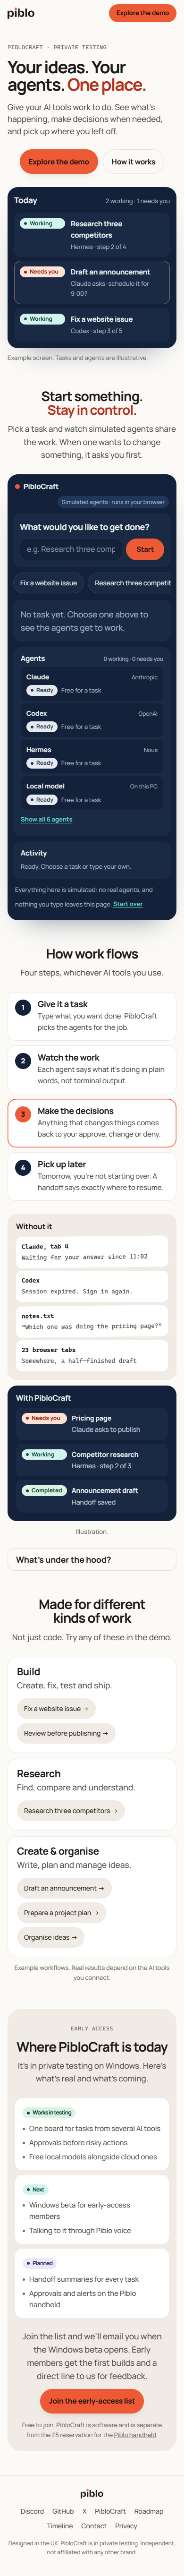 piblo
Explore the demo
PIBLOCRAFT · PRIVATE TESTING
Your ideas. Your
agents. One place.
Give your AI tools work to do. See what's
happening, make decisions when needed,
and pick up where you left off.
Explore the demo
How it works
Today
2 working · 1 needs you
Working
Research three
competitors
Hermes · step 2 of 4
Needs you
Draft an announcement
Claude asks: schedule it for
9:00?
Working
Fix a website issue
Codex · step 3 of 5
Example screen. Tasks and agents are illustrative.
Start something.
Stay in control.
Pick a task and watch simulated agents share
the work. When one wants to change
something, it asks you first.
PibloCraft
Simulated agents · runs in your browser
What would you like to get done?
e.g. Research three comp
Start
Fix a website issue
Research three competit
No task yet. Choose one above to
see the agents get to work.
Agents
0 working · 0 needs you
Claude
Anthropic
Ready
Free for a task
Codex
OpenAI
Ready
Free for a task
Hermes
Nous
Ready
Free for a task
Local model
On this PC
Ready
Free for a task
Show all 6 agents
Activity
Ready. Choose a task or type your own.
Everything here is simulated: no real agents, and
nothing you type leaves this page. Start over
How work flows
Four steps, whichever AI tools you use.
1
Give it a task
Type what you want done. PibloCraft
picks the agents for the job.
2
Watch the work
Each agent says what it's doing in plain
words, not terminal output.
3
Make the decisions
Anything that changes things comes
back to you: approve, change or deny.
4
Pick up later
Tomorrow, you're not starting over. A
handoff says exactly where to resume.
Without it
Claude, tab 4
Waiting for your answer since 11:02
Codex
Session expired. Sign in again.
notes.txt
"Which one was doing the pricing page?"
23 browser tabs
Somewhere, a half-finished draft
With PibloCraft
Needs you
Pricing page
Claude asks to publish
Working
Competitor research
Hermes · step 2 of 3
Completed
Announcement draft
Handoff saved
Illustration.
What's under the hood?
Made for different
kinds of work
Not just code. Try any of these in the demo.
Build
Create, fix, test and ship.
Fix a website issue →
Review before publishing →
Research
Find, compare and understand.
Research three competitors →
Create & organise
Write, plan and manage ideas.
Draft an announcement →
Prepare a project plan →
Organise ideas →
Example workflows. Real results depend on the AI tools
you connect.
EARLY ACCESS
Where PibloCraft is today
It's in private testing on Windows. Here's
what's real and what's coming.
Works in testing
• One board for tasks from several AI tools
• Approvals before risky actions
• Free local models alongside cloud ones
Next
• Windows beta for early-access
members
• Talking to it through Piblo voice
Planned
• Handoff summaries for every task
• Approvals and alerts on the Piblo
handheld
Join the list and we'll email you when
the Windows beta opens. Early
members get the first builds and a
direct line to us for feedback.
Join the early-access list
Free to join. PibloCraft is software and is separate
from the £5 reservation for the Piblo handheld.
piblo
Discord GitHub X PibloCraft Roadmap
Timeline Contact Privacy
Designed in the UK. PibloCraft is in private testing. Independent,
not affiliated with any other brand.